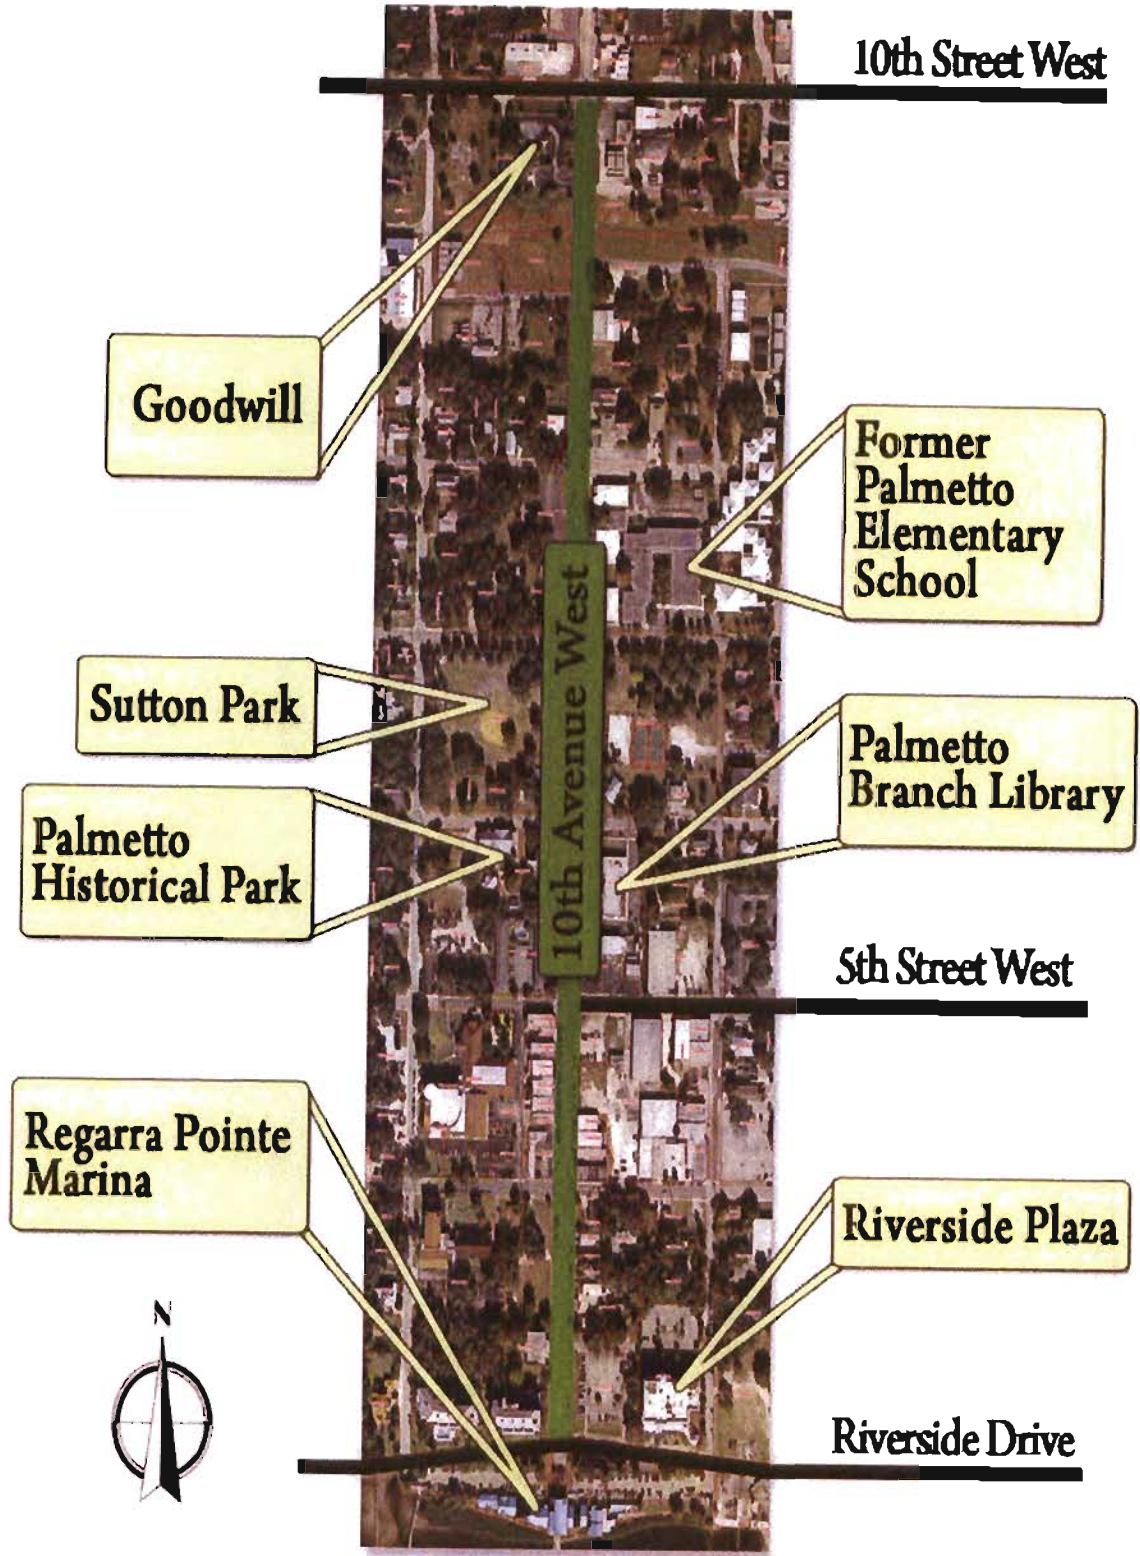 10th Street West
Goodwill
Former
Palmetto
Elementary
School
10th Avenue West
Sutton Park
Palmetto
Branch Library
Palmetto
Historical Park
5th Street West
Regarra Pointe
Marina
Riverside Plaza
N
Riverside Drive